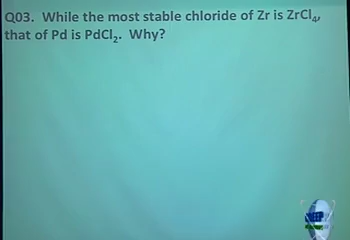 Q03. While the most stable chloride of Zr is ZrCl₄,
that of Pd is PdCl₂. Why?